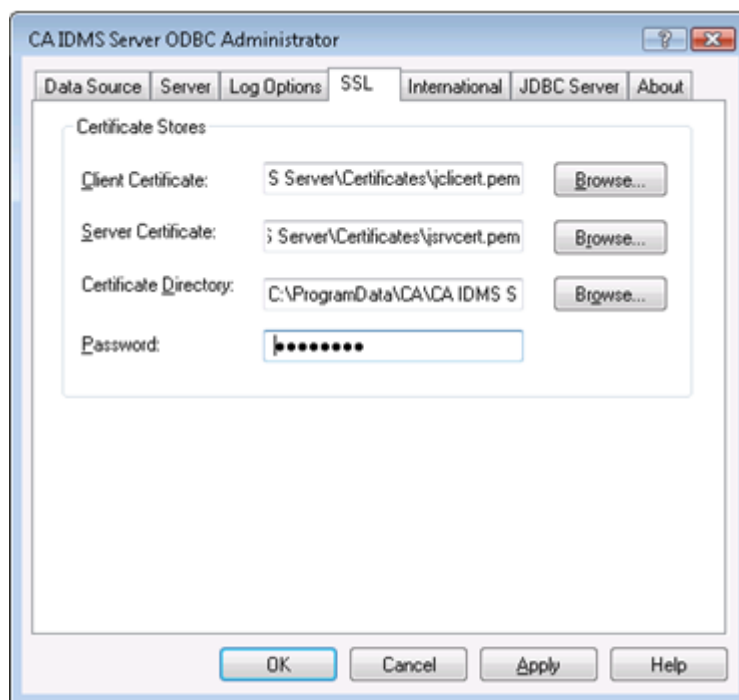 CA IDMS Server ODBC Administrator
Data Source Server Log Options SSL International JDBC Server About
Certificate Stores
Client Certificate: S Server\Certificates\jclicert.pem Browse...
Server Certificate: S Server\Certificates\jsrvcert.pem Browse...
Certificate Directory: C:\ProgramData\CA\CA IDMS S Browse...
Password: ●●●●●●●●
OK Cancel Apply Help